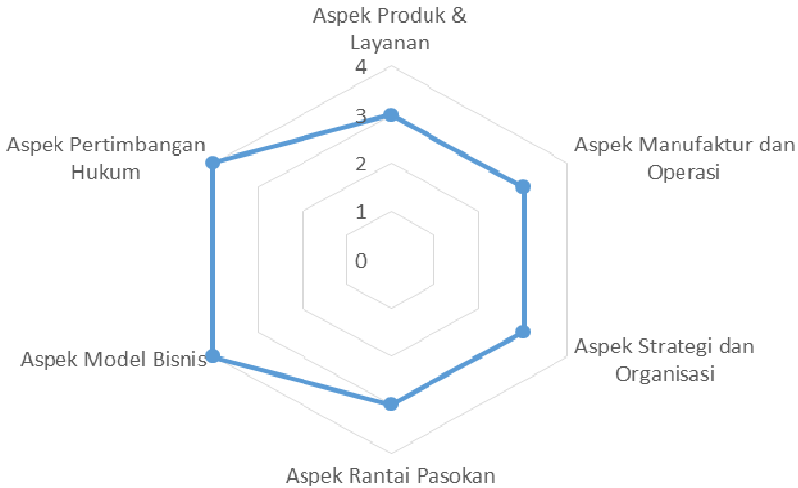 Aspek Produk &
Layanan
4
3
2
1
0
Aspek Manufaktur dan
Operasi
Aspek Strategi dan
Organisasi
Aspek Rantai Pasokan
Aspek Model Bisnis
Aspek Pertimbangan
Hukum